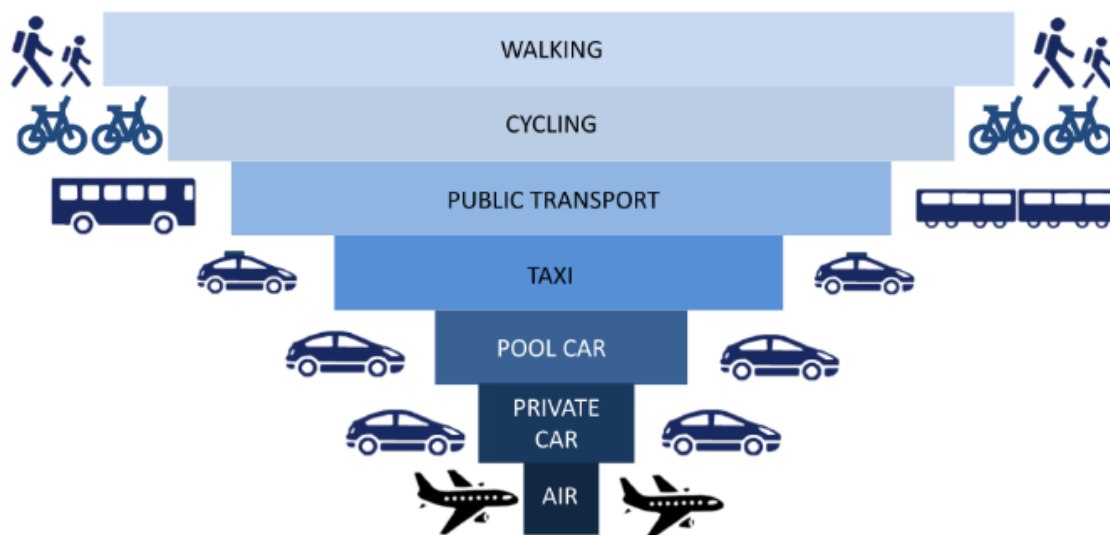 WALKING
CYCLING
PUBLIC TRANSPORT
TAXI
POOL CAR
PRIVATE
CAR
AIR